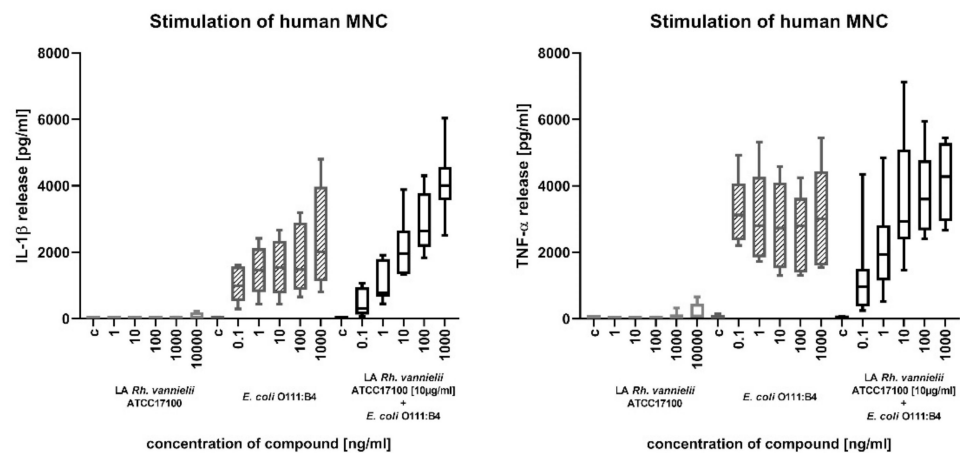 Stimulation of human MNC
IL-1β release [pg/ml]
8000
6000
4000
2000
0
c 1 10 100 1000 10000 c 0.1 1 10 100 1000 c 0.1 1 10 100 1000
LA Rh. vannielii
ATCC17100
E. coli O111:B4
LA Rh. vannielii
ATCC17100 [10µg/ml]
+
E. coli O111:B4
concentration of compound [ng/ml]
Stimulation of human MNC
TNF-α release [pg/ml]
8000
6000
4000
2000
0
c 1 10 100 1000 10000 c 0.1 1 10 100 1000 c 0.1 1 10 100 1000
LA Rh. vannielii
ATCC17100
E. coli O111:B4
LA Rh. vannielii
ATCC17100 [10µg/ml]
+
E. coli O111:B4
concentration of compound [ng/ml]